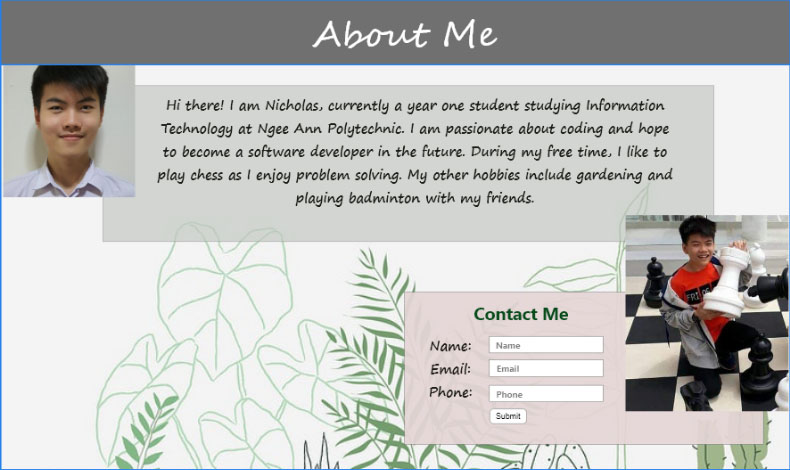 About Me
Hi there! I am Nicholas, currently a year one student studying Information
Technology at Ngee Ann Polytechnic. I am passionate about coding and hope
to become a software developer in the future. During my free time, I like to
play chess as I enjoy problem solving. My other hobbies include gardening and
playing badminton with my friends.
Contact Me
Name: Name
Email: Email
Phone: Phone
Submit